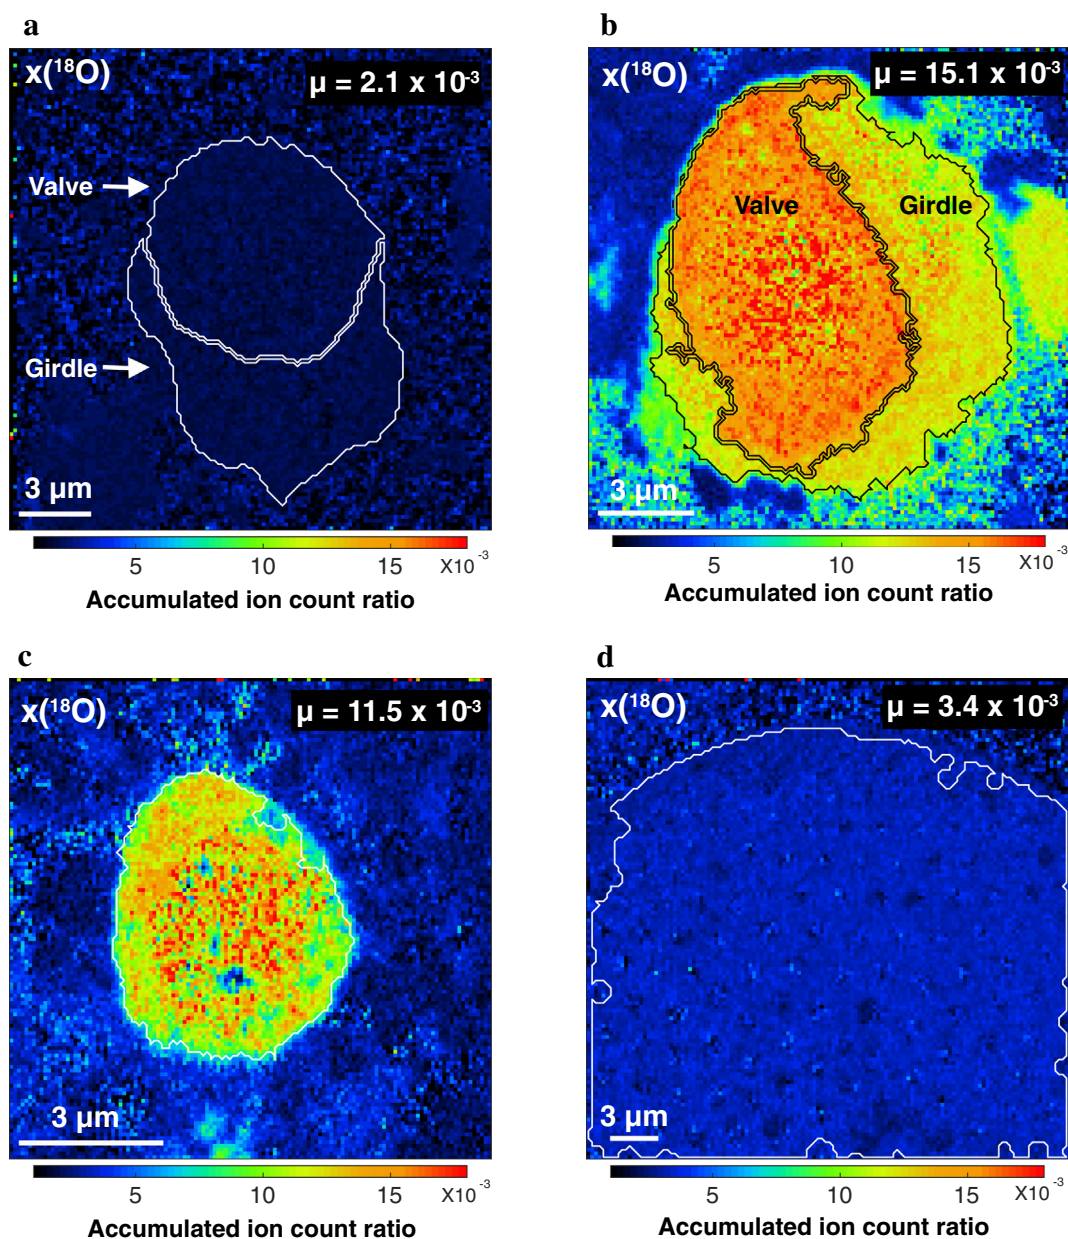 a
x(¹⁸O)
μ = 2.1 x 10⁻³
Valve
Girdle
3 μm
5 10 15 X10⁻³
Accumulated ion count ratio
b
x(¹⁸O)
μ = 15.1 x 10⁻³
Valve
Girdle
3 μm
5 10 15 X10⁻³
Accumulated ion count ratio
c
x(¹⁸O)
μ = 11.5 x 10⁻³
3 μm
5 10 15 X10⁻³
Accumulated ion count ratio
d
x(¹⁸O)
μ = 3.4 x 10⁻³
3 μm
5 10 15 X10⁻³
Accumulated ion count ratio